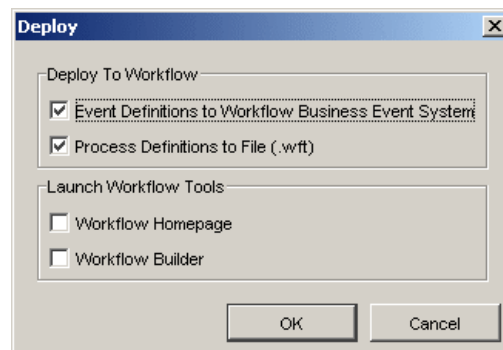 Deploy
Deploy To Workflow
Event Definitions to Workflow Business Event System
Process Definitions to File (.wft)
Launch Workflow Tools
Workflow Homepage
Workflow Builder
OK
Cancel